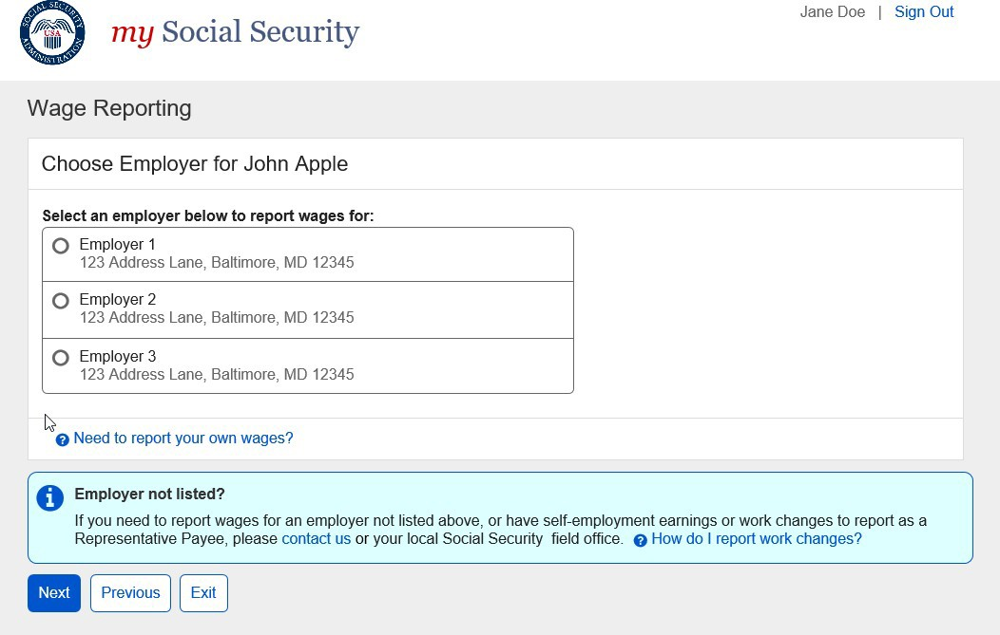 SOCIAL SECURITY
USA
ADMINISTRATION
my Social Security
Jane Doe | Sign Out
Wage Reporting
Choose Employer for John Apple
Select an employer below to report wages for:
Employer 1
123 Address Lane, Baltimore, MD 12345
Employer 2
123 Address Lane, Baltimore, MD 12345
Employer 3
123 Address Lane, Baltimore, MD 12345
? Need to report your own wages?
i Employer not listed?
If you need to report wages for an employer not listed above, or have self-employment earnings or work changes to report as a
Representative Payee, please contact us or your local Social Security field office. ? How do I report work changes?
Next Previous Exit